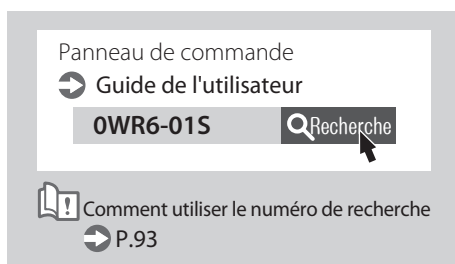 Panneau de commande
Guide de l'utilisateur
0WR6-01S Recherche
Comment utiliser le numéro de recherche
P.93